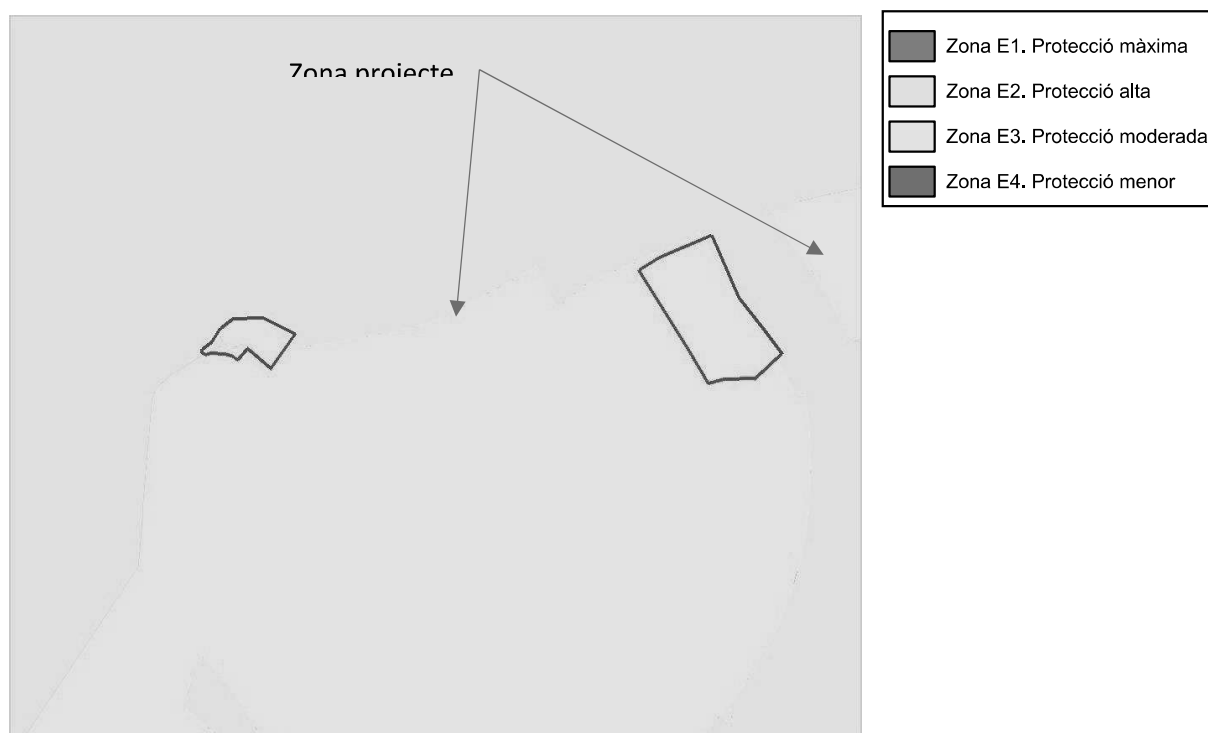 Zona projecte
Zona E1. Protecció màxima
Zona E2. Protecció alta
Zona E3. Protecció moderada
Zona E4. Protecció menor